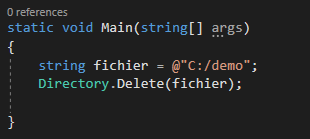 0 references
static void Main(string[] args)
{
string fichier = @"C:/demo";
Directory.Delete(fichier);
}